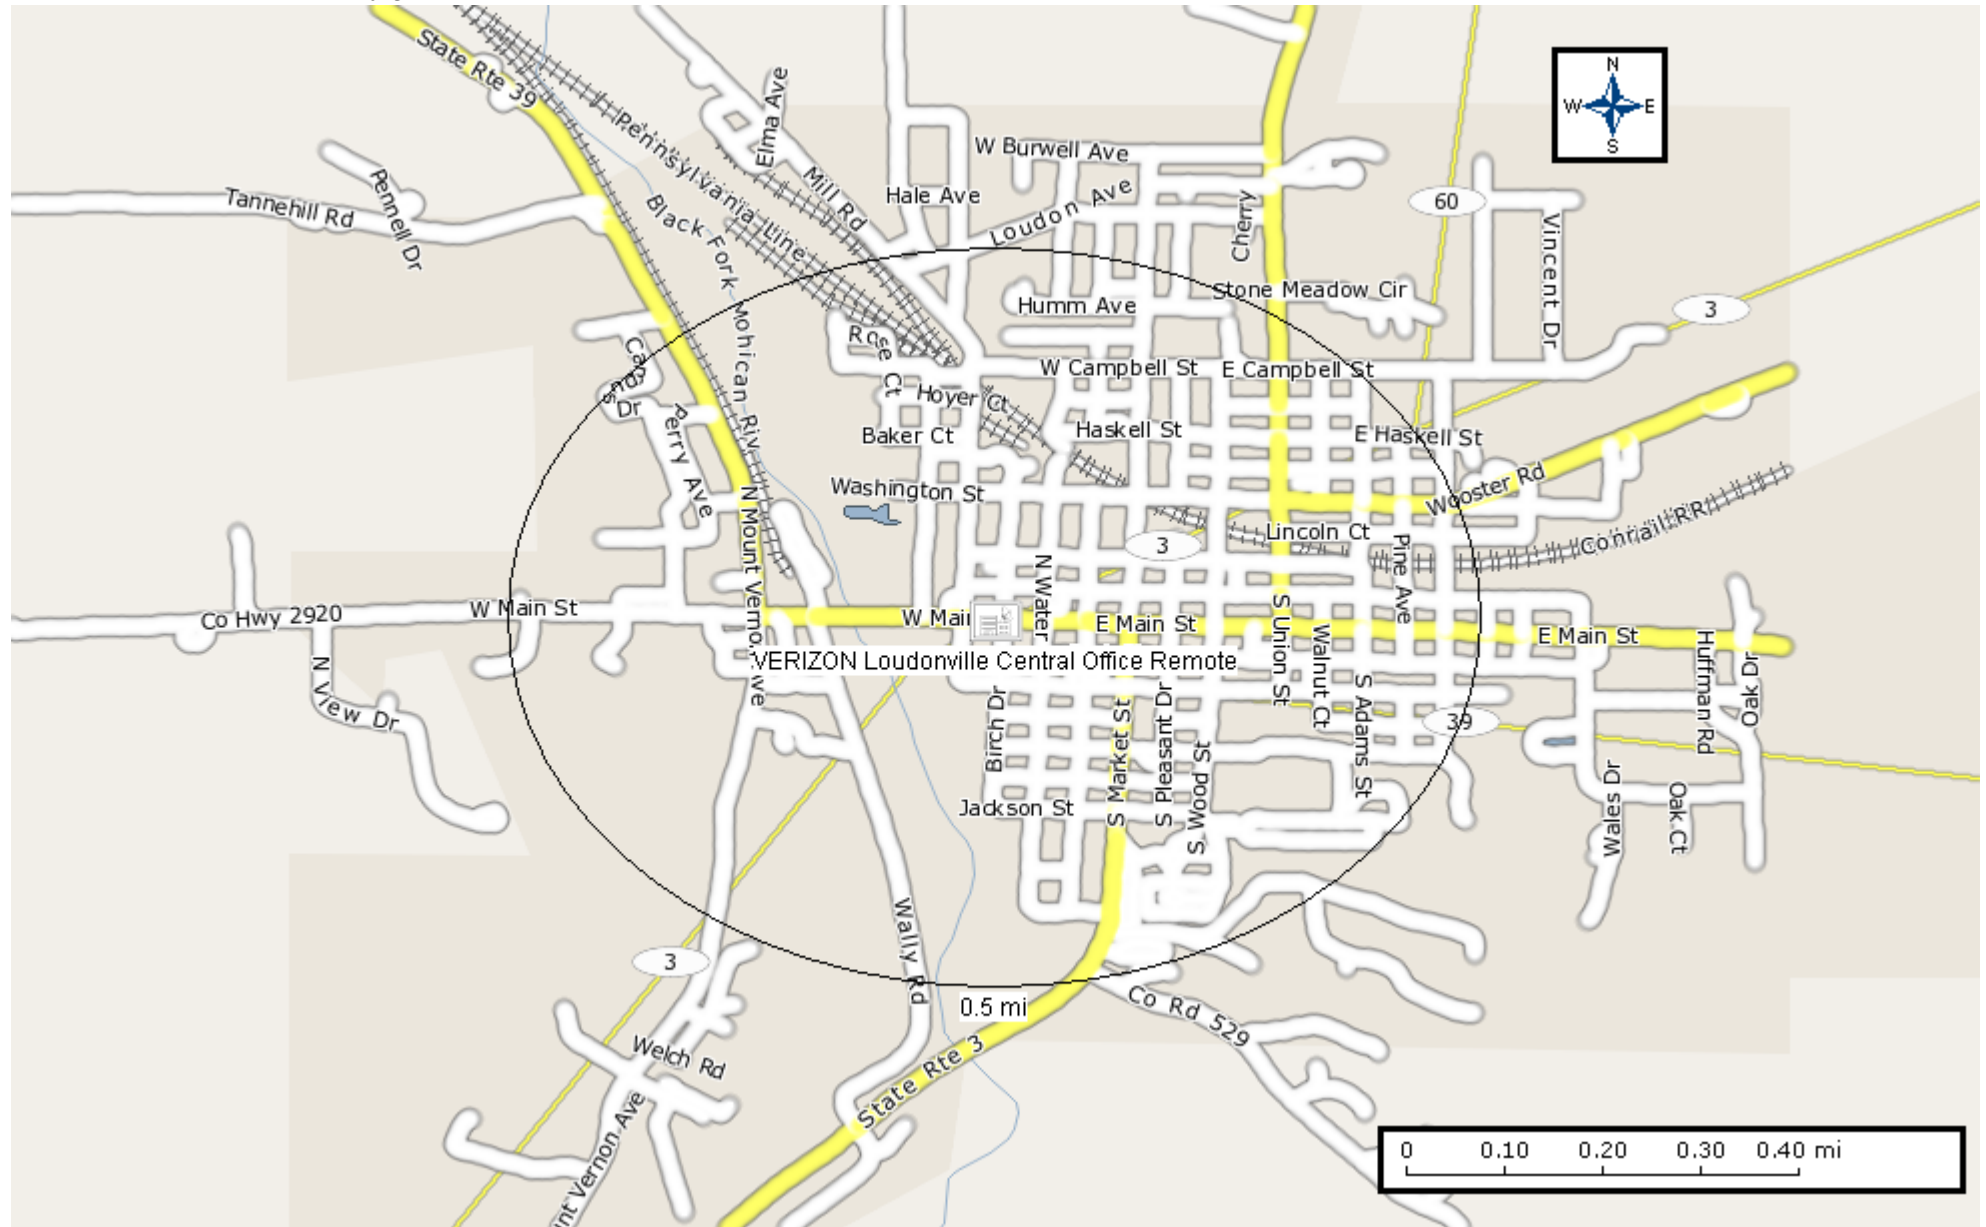 State Rte 39
Elma Ave
Pennsylvania Line
Mill Rd
W Burwell Ave
N
W
E
S
Tannehill Rd
Pennell Dr
Black Fork Mohican Riv
Hale Ave
Loudon Ave
Cherry
60
Vincent Dr
Stone Meadow Cir
Humm Ave
3
Rose Ct
W Campbell St
E Campbell St
Hoyer Ct
Perry Ave
Baker Ct
Haskell St
E Haskell St
Washington St
Wooster Rd
Lincoln Ct
Conrail RR
3
Pine Ave
N Mount Vernon Ave
N Water
Co Hwy 2920
W Main St
W Main
E Main St
S Union St
Walnut Ct
E Main St
Huffman Rd
Oak Dr
VERIZON Loudonville Central Office Remote
N View Dr
Birch Dr
S Market St
S Pleasant Dr
S Wood St
S Adams St
39
Jackson St
Wales Dr
Oak Ct
Wally Rd
3
0.5 mi
Co Rd 529
Welch Rd
State Rte 3
nt Vernon Ave
0 0.10 0.20 0.30 0.40 mi